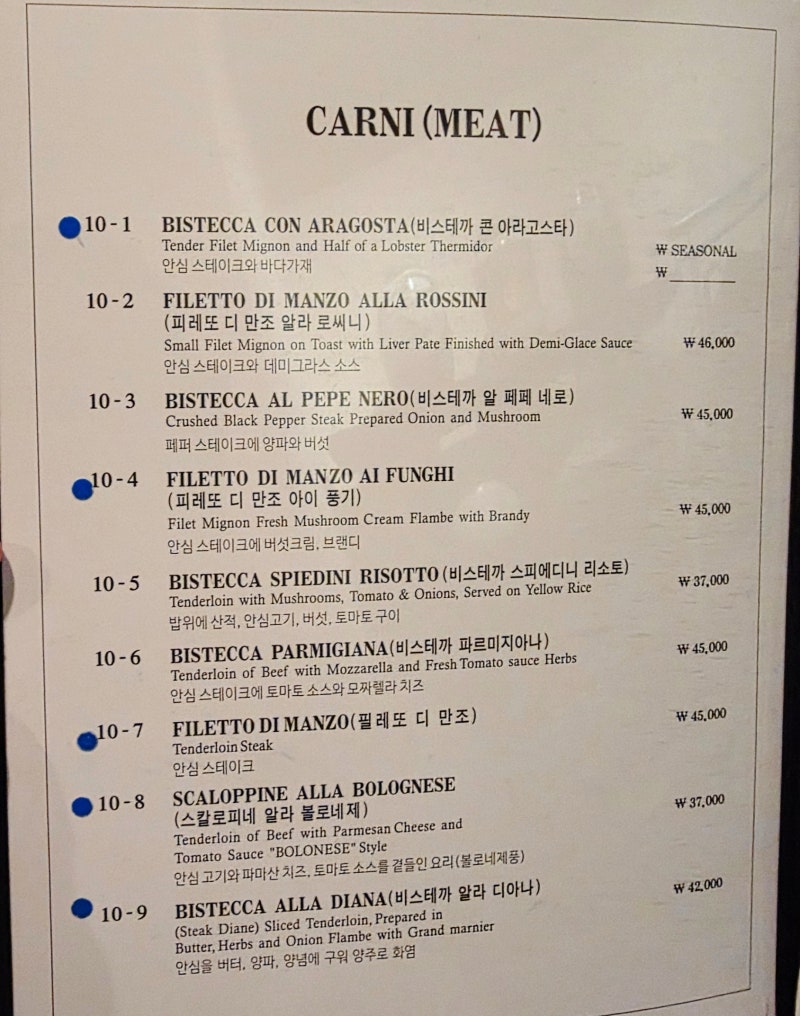 CARNI (MEAT)
10-1 BISTECCA CON ARAGOSTA(비스테까 콘 아라고스타)
Tender Filet Mignon and Half of a Lobster Thermidor
₩ SEASONAL
안심 스테이크와 바다가재
₩ ________
10-2 FILETTO DI MANZO ALLA ROSSINI
(피레또 디 만조 알라 로씨니)
Small Filet Mignon on Toast with Liver Pate Finished with Demi-Glace Sauce ₩ 46,000
안심 스테이크와 데미그라스 소스
10-3 BISTECCA AL PEPE NERO(비스테까 알 페페 네로)
Crushed Black Pepper Steak Prepared Onion and Mushroom ₩ 45,000
페퍼 스테이크에 양파와 버섯
10-4 FILETTO DI MANZO AI FUNGHI
(피레또 디 만조 아이 풍기)
Filet Mignon Fresh Mushroom Cream Flambe with Brandy ₩ 45,000
안심 스테이크에 버섯크림, 브랜디
10-5 BISTECCA SPIEDINI RISOTTO (비스테까 스피에디니 리소토) ₩ 37,000
Tenderloin with Mushrooms, Tomato & Onions, Served on Yellow Rice
밥위에 산적, 안심고기, 버섯, 토마토 구이
10-6 BISTECCA PARMIGIANA(비스테까 파르미지아나) ₩ 45,000
Tenderloin of Beef with Mozzarella and Fresh Tomato sauce Herbs
안심 스테이크에 토마토 소스와 모짜렐라 치즈
10-7 FILETTO DI MANZO(필레또 디 만조) ₩ 45,000
Tenderloin Steak
안심 스테이크
10-8 SCALOPPINE ALLA BOLOGNESE
(스칼로피네 알라 볼로네제) ₩ 37,000
Tenderloin of Beef with Parmesan Cheese and
Tomato Sauce "BOLONESE" Style
안심 고기와 파마산 치즈, 토마토 소스를 곁들인 요리(볼로네제풍)
10-9 BISTECCA ALLA DIANA(비스테까 알라 디아나) ₩ 42,000
(Steak Diane) Sliced Tenderloin, Prepared in
Butter, Herbs and Onion Flambe with Grand marnier
안심을 버터, 양파, 양념에 구워 양주로 화염